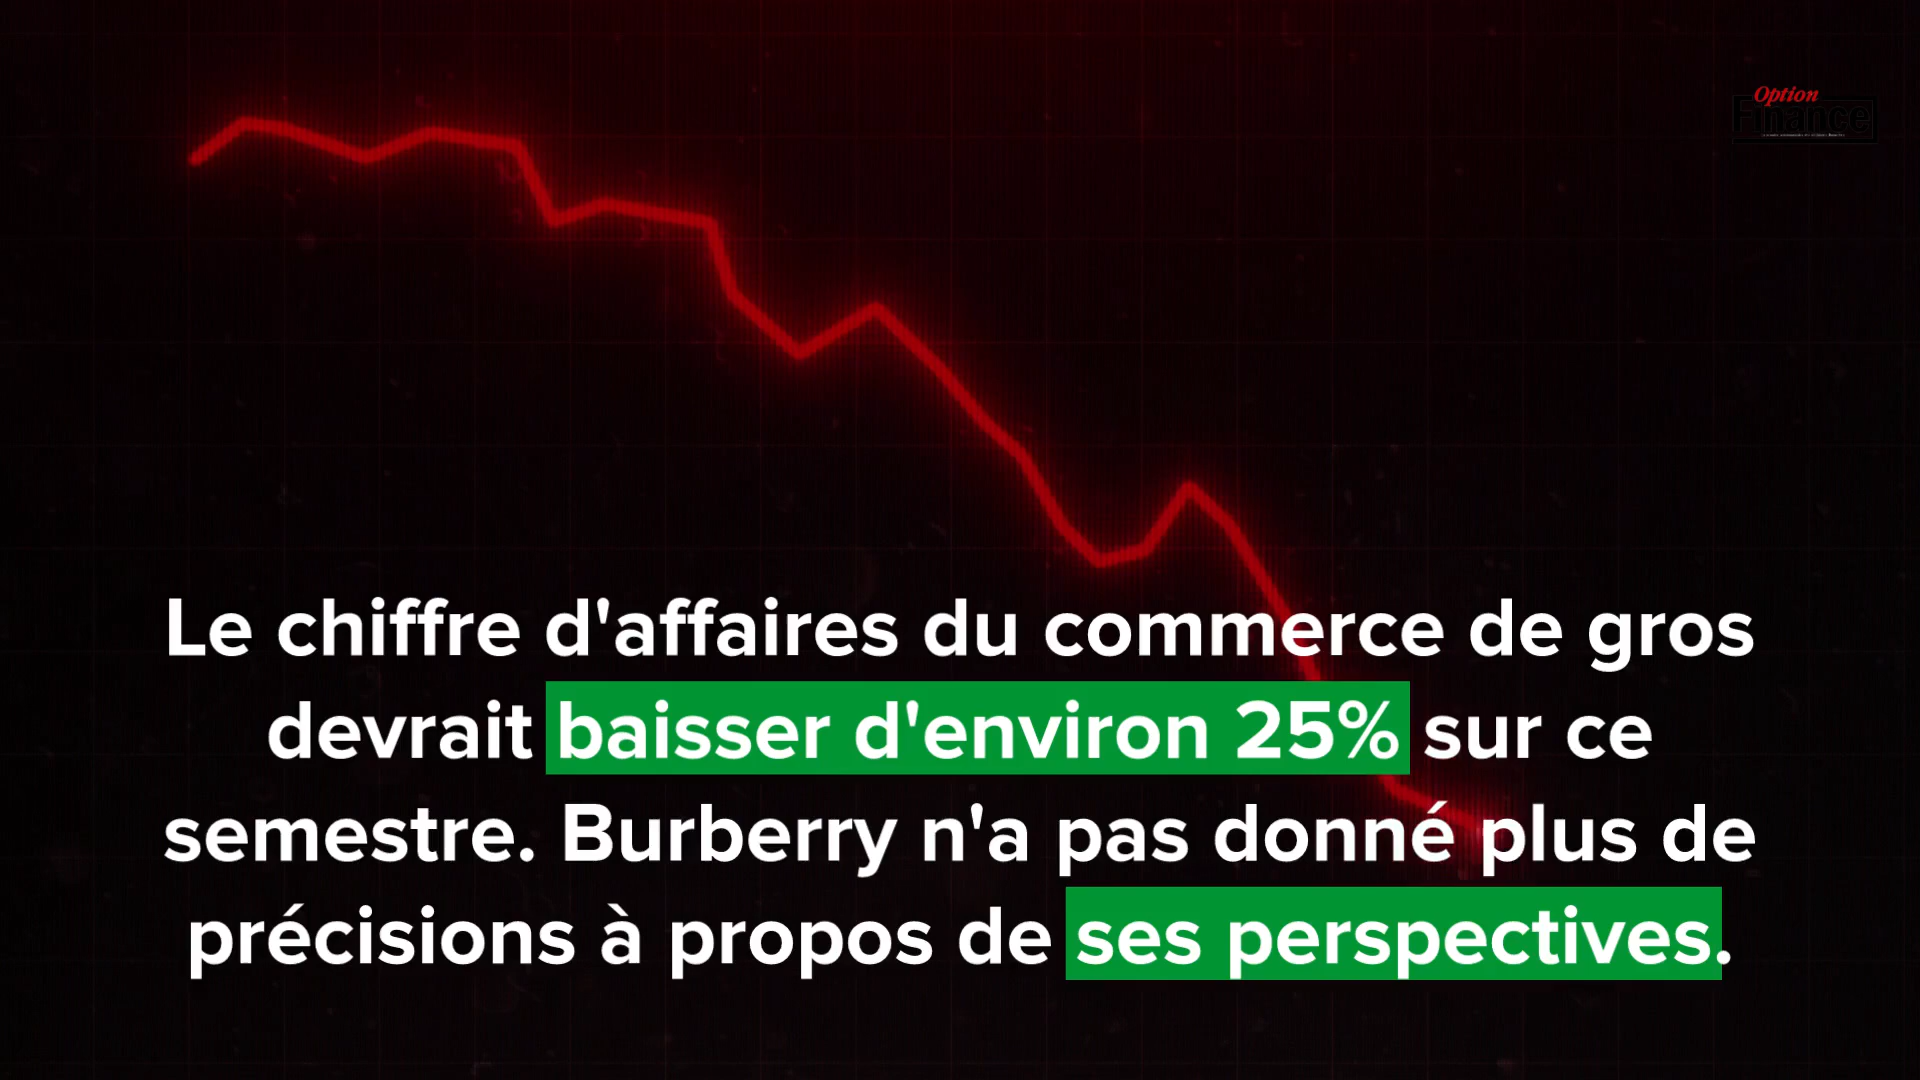 Option
Finance
Le chiffre d'affaires du commerce de gros
devrait baisser d'environ 25% sur ce
semestre. Burberry n'a pas donné plus de
précisions à propos de ses perspectives.